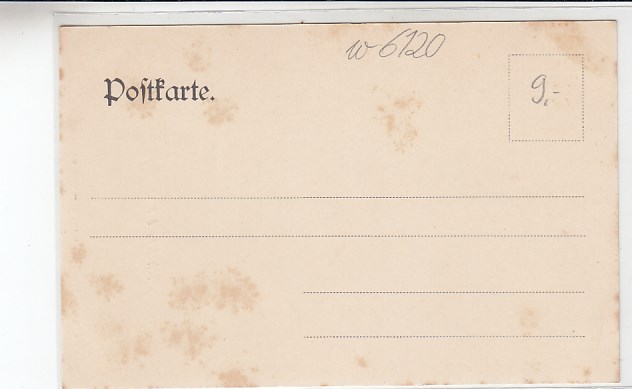 w 6120
Postkarte.
9.-